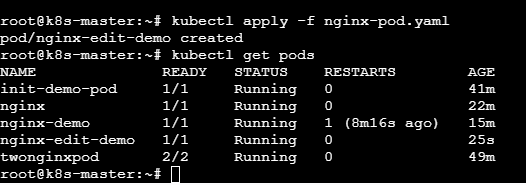 root@k8s-master:~# kubectl apply -f nginx-pod.yaml
pod/nginx-edit-demo created
root@k8s-master:~# kubectl get pods
NAME READY STATUS RESTARTS AGE
init-demo-pod 1/1 Running 0 41m
nginx 1/1 Running 0 22m
nginx-demo 1/1 Running 1 (8m16s ago) 15m
nginx-edit-demo 1/1 Running 0 25s
twonginxpod 2/2 Running 0 49m
root@k8s-master:~#